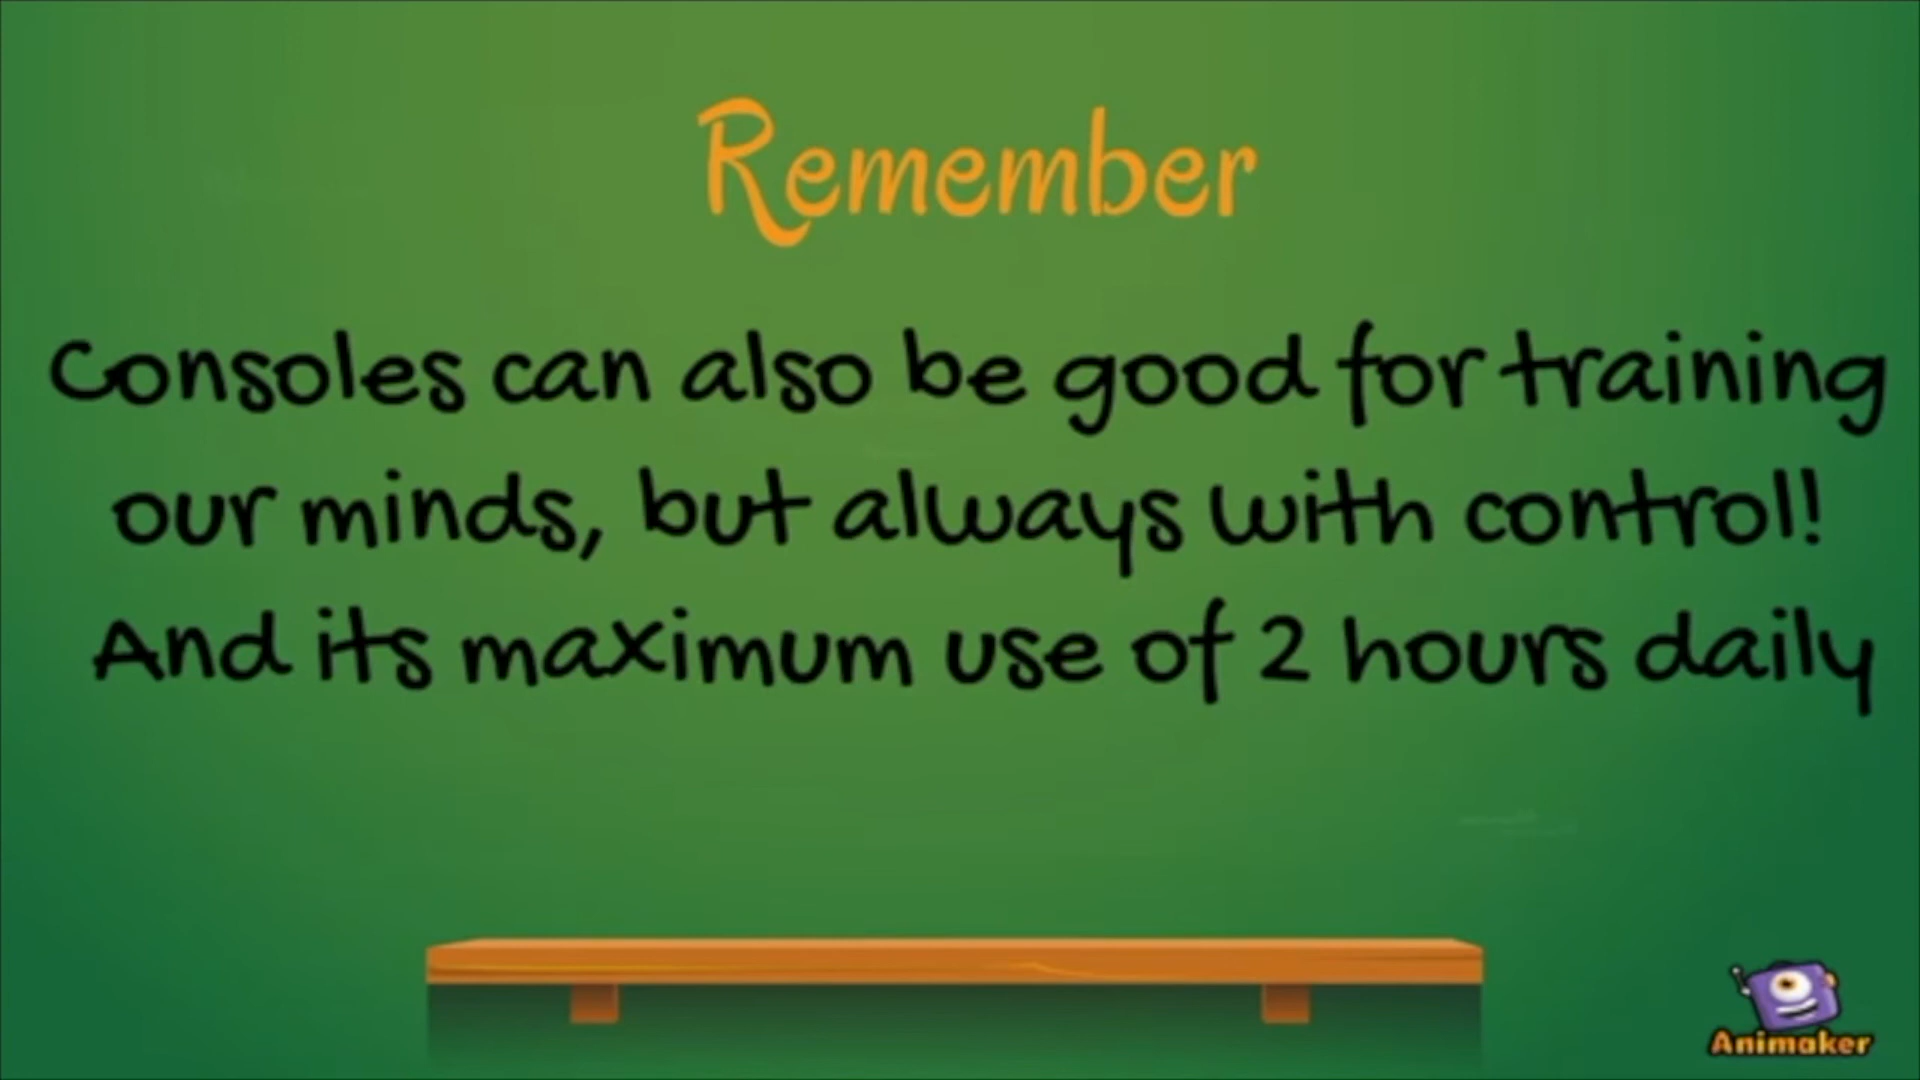 Remember
Consoles can also be good for training
our minds, but always with control!
And its maximum use of 2 hours daily
Animaker